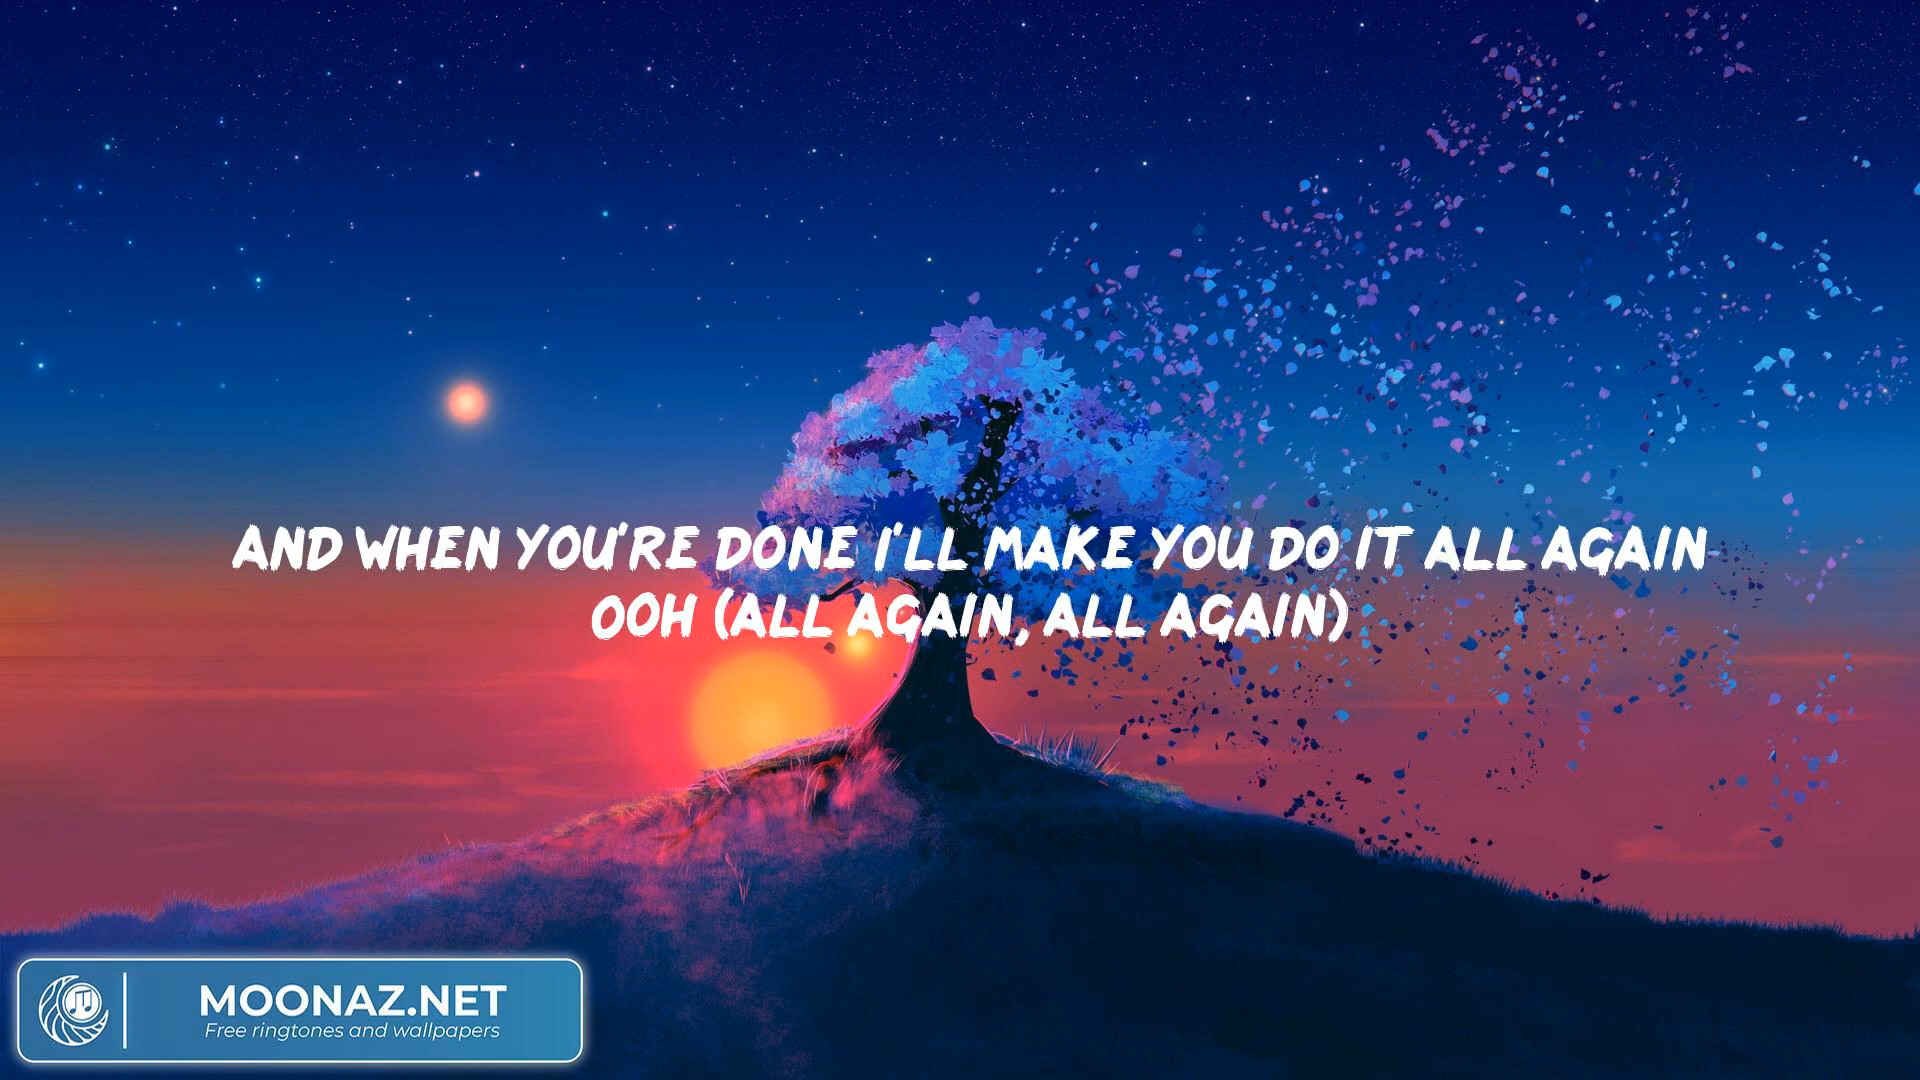 AND WHEN YOU'RE DONE I'LL MAKE YOU DO IT ALL AGAIN
OOH (ALL AGAIN, ALL AGAIN)
MOONAZ.NET
Free ringtones and wallpapers